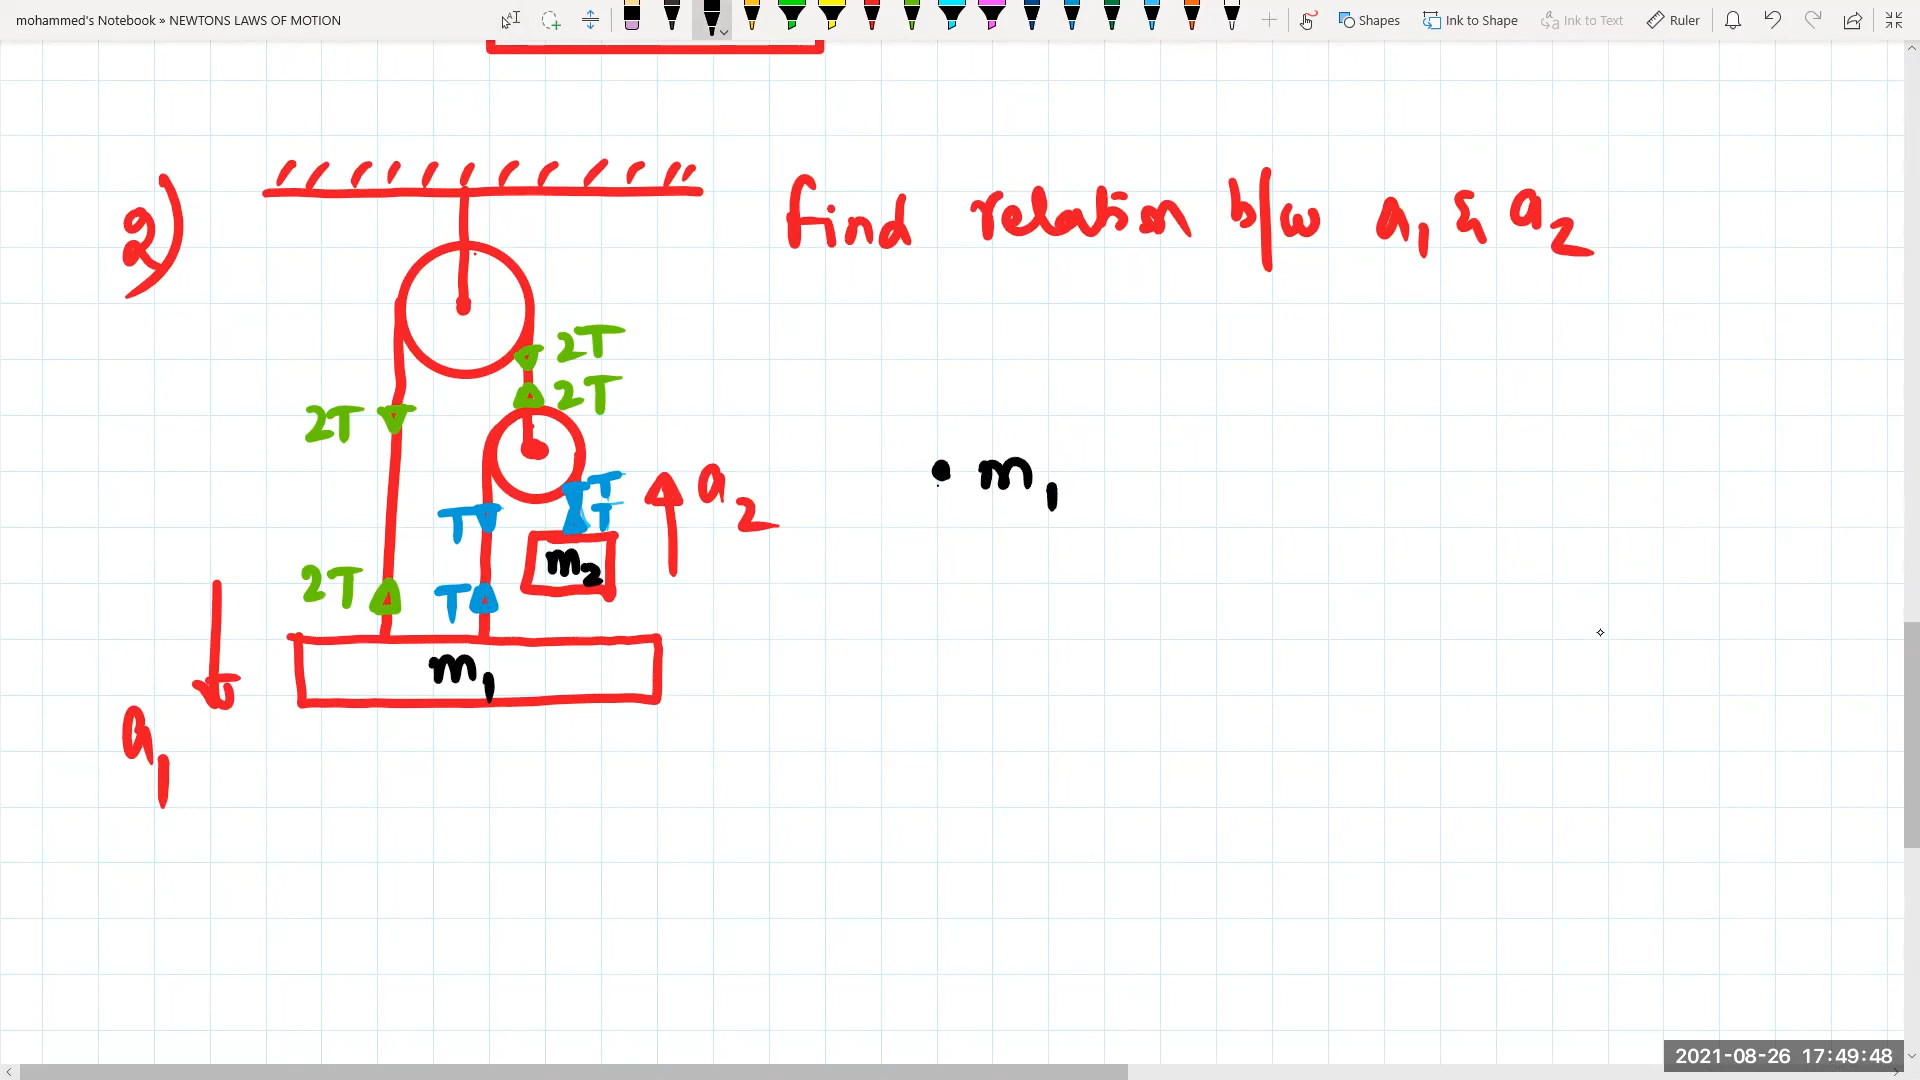 mohammed's Notebook » NEWTONS LAWS OF MOTION
Shapes
Ink to Shape
Ink to Text
Ruler
2) find relation b/w a1 & a2
2T
2T
2T
a2
T
T
T
m1
m2
2T
T
m1
a1
2021-08-26 17:49:48